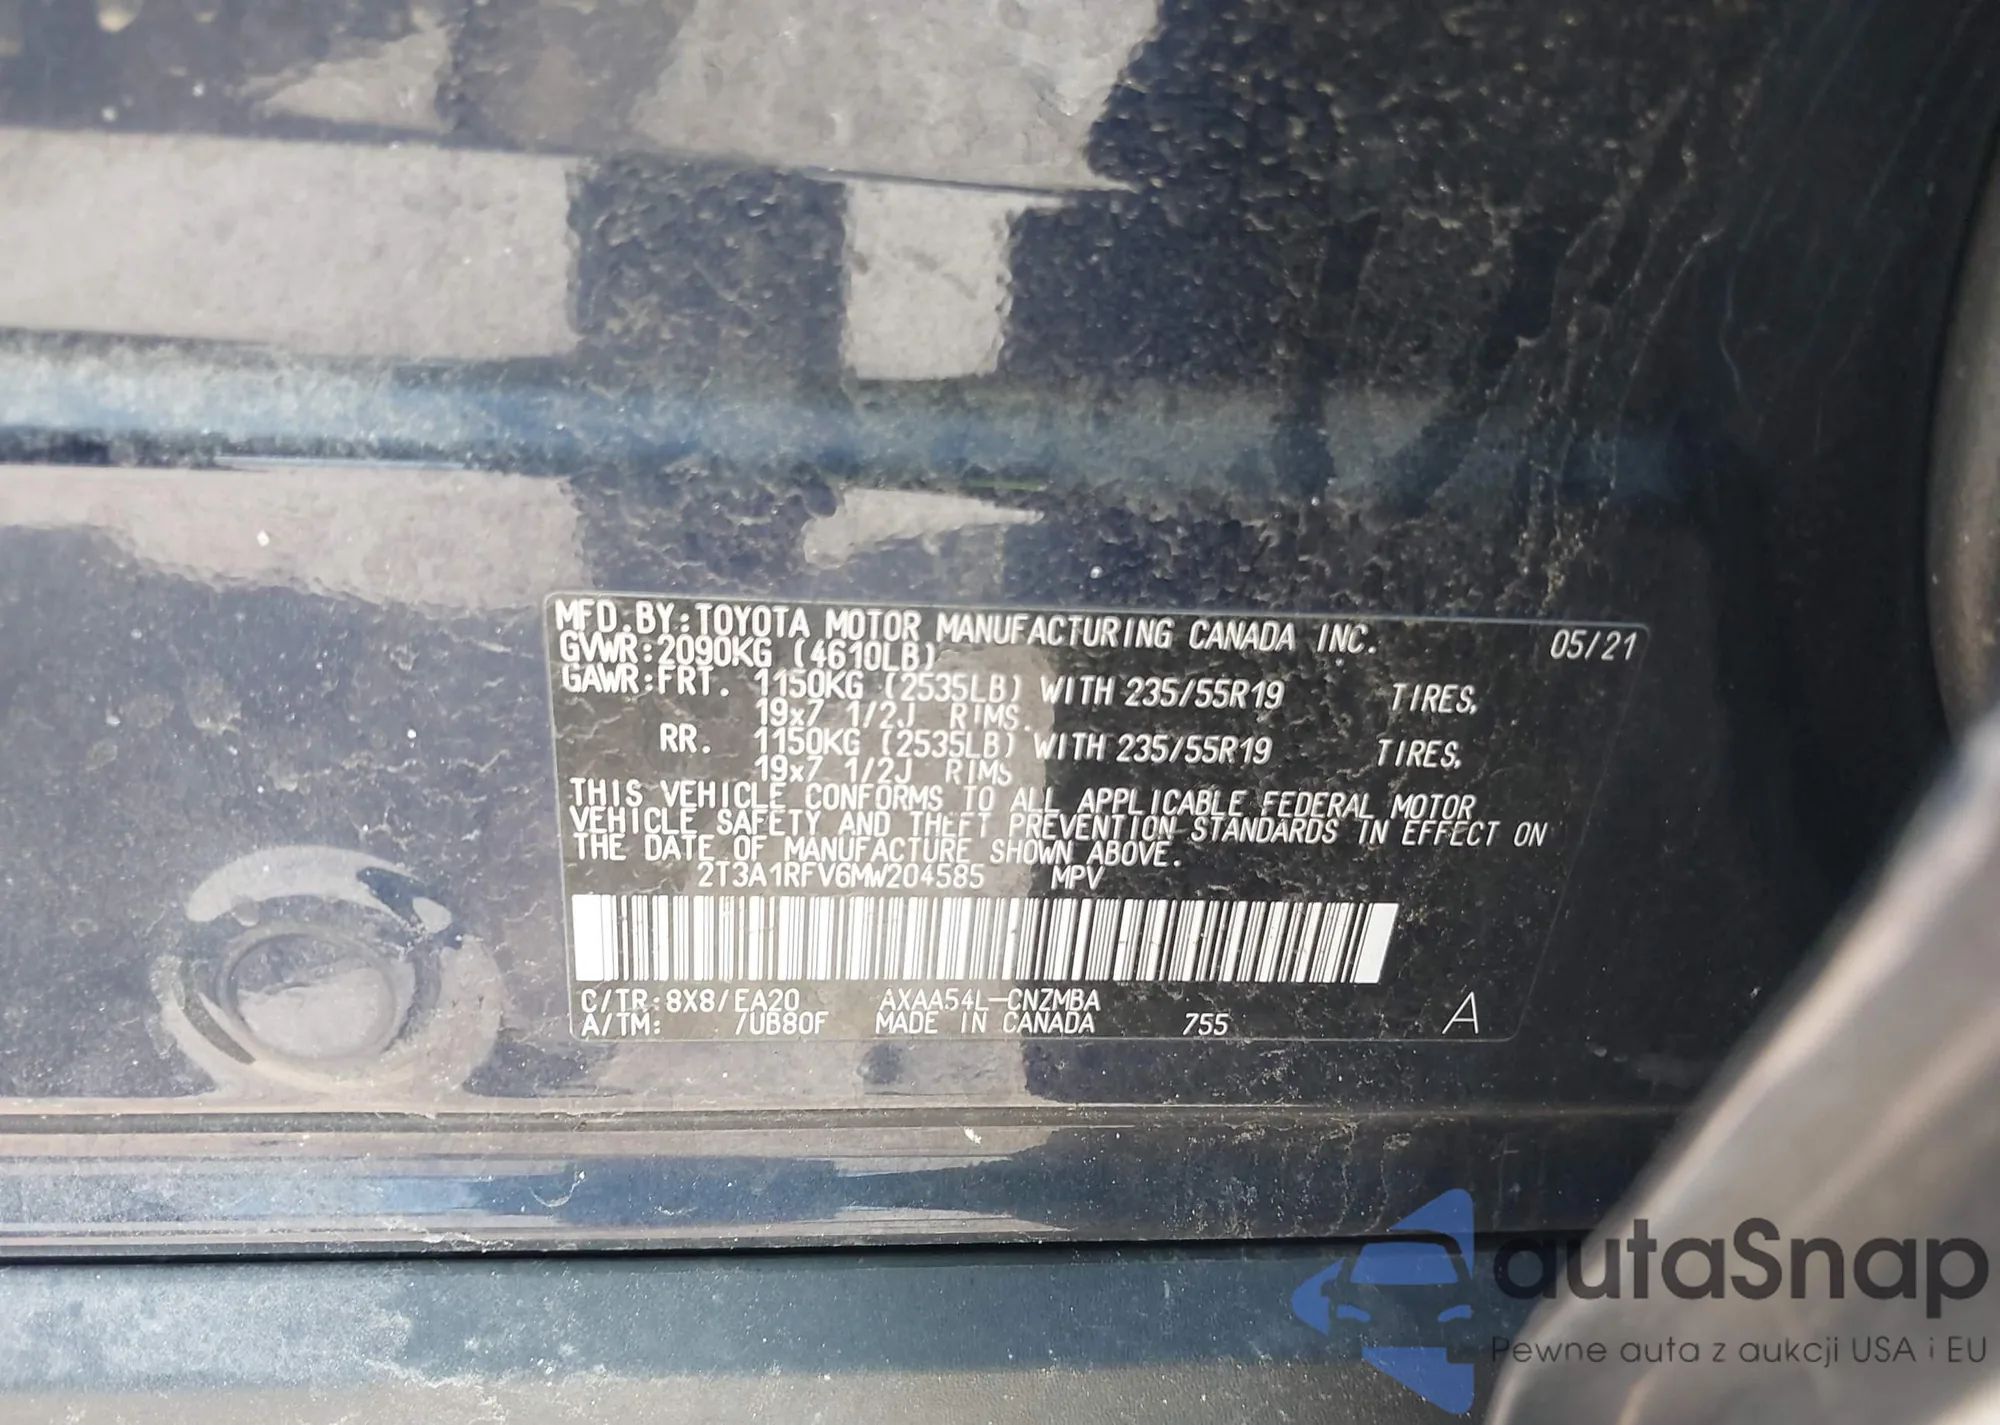 MFD.BY:TOYOTA MOTOR MANUFACTURING CANADA INC. 05/21
GVWR:2090KG (4610LB)
GAWR:FRT. 1150KG (2535LB) WITH 235/55R19 TIRES,
19x7 1/2J RIMS.
RR. 1150KG (2535LB) WITH 235/55R19 TIRES,
19x7 1/2J RIMS
THIS VEHICLE CONFORMS TO ALL APPLICABLE FEDERAL MOTOR
VEHICLE SAFETY AND THEFT PREVENTION STANDARDS IN EFFECT ON
THE DATE OF MANUFACTURE SHOWN ABOVE.
2T3A1RFV6MW204585 MPV
C/TR:8X8/EA20 AXAA54L-CNZMBA
A/TM: /UB80F MADE IN CANADA 755 A
autaSnap
Pewne auta z aukcji USA i EU